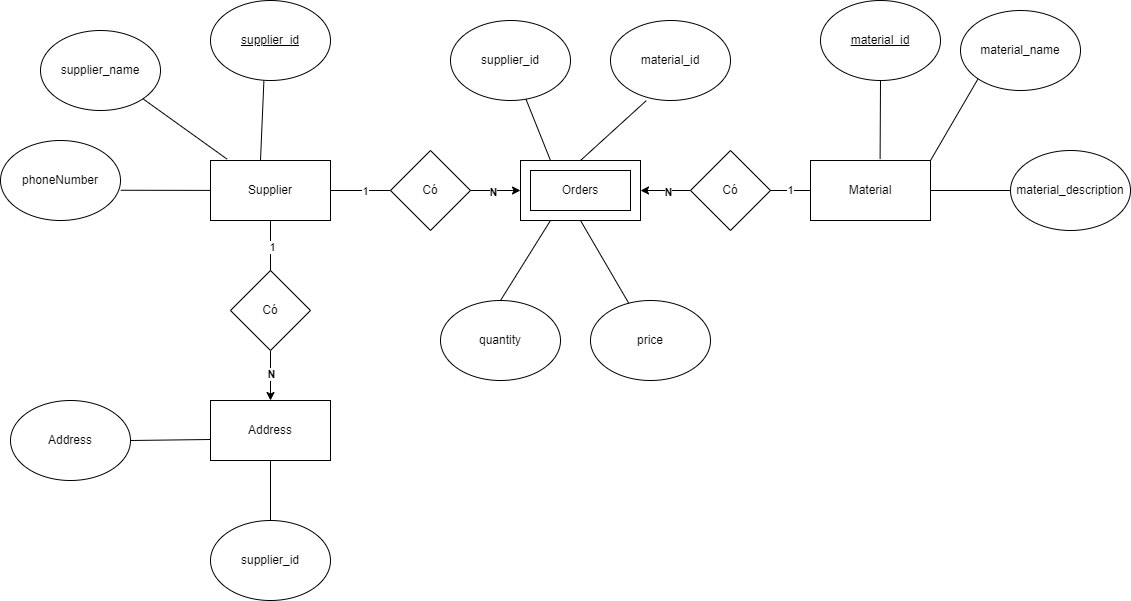 supplier_id
supplier_name
phoneNumber
Supplier
1
Có
N
supplier_id
material_id
Orders
quantity
price
N
Có
1
material_id
material_name
Material
material_description
1
Có
N
Address
Address
supplier_id